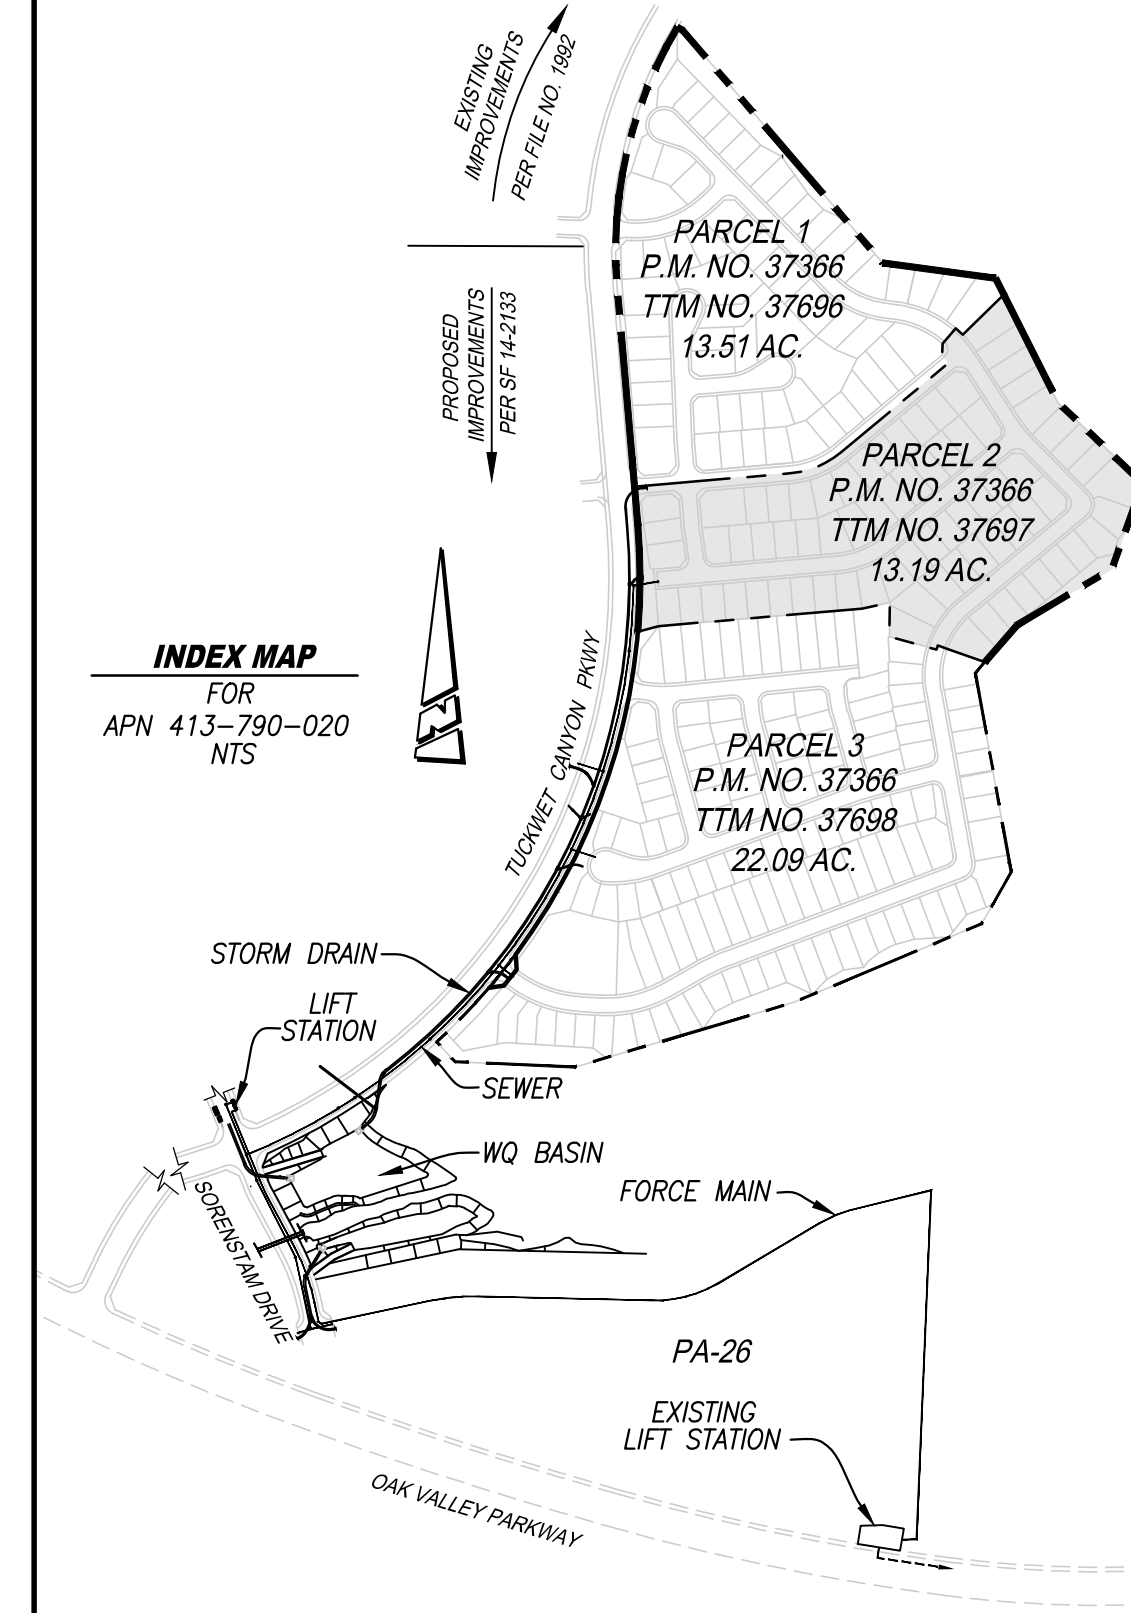 EXISTING
IMPROVEMENTS
PER FILE NO. 1992
PARCEL 1
P.M. NO. 37366
TTM NO. 37696
13.51 AC.
PROPOSED
IMPROVEMENTS
PER SF 14-2133
PARCEL 2
P.M. NO. 37366
TTM NO. 37697
13.19 AC.
INDEX MAP
FOR
APN 413-790-020
NTS
N
TUCKWET CANYON PKWY
PARCEL 3
P.M. NO. 37366
TTM NO. 37698
22.09 AC.
STORM DRAIN
LIFT
STATION
SEWER
WQ BASIN
FORCE MAIN
SORENSTAM DRIVE
PA-26
EXISTING
LIFT STATION
OAK VALLEY PARKWAY